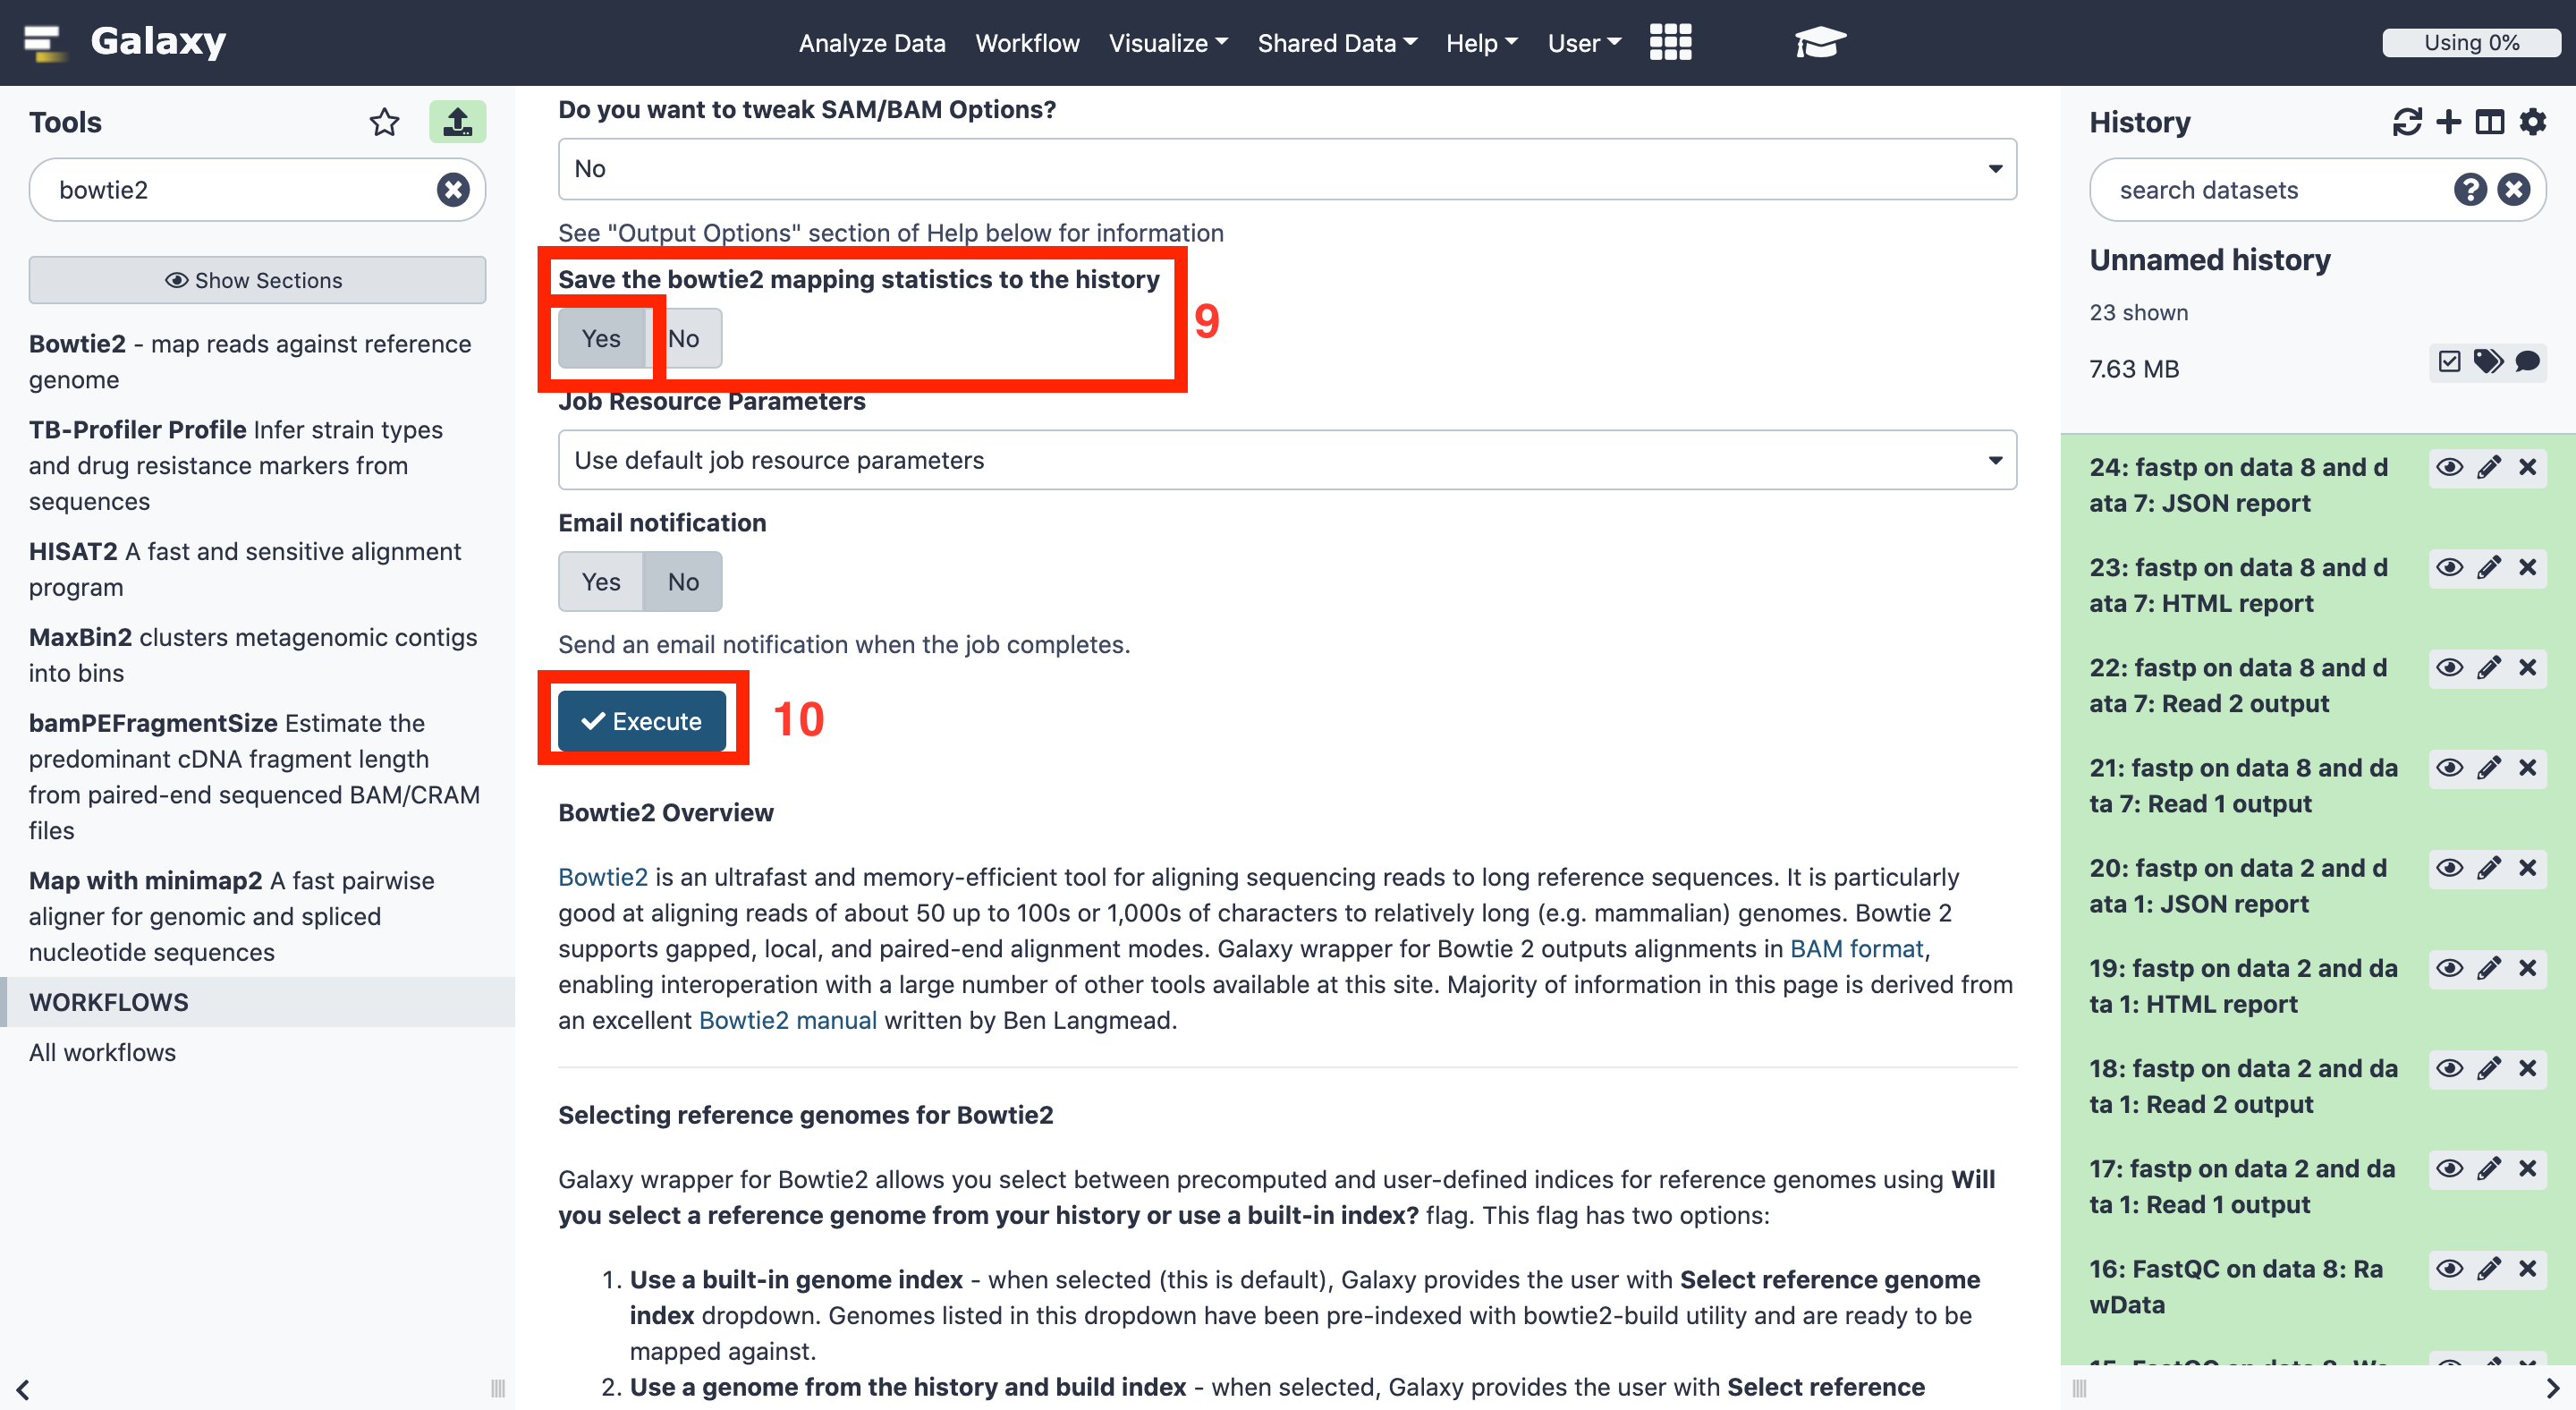 Galaxy
Analyze Data Workflow Visualize Shared Data Help User
Using 0%
Tools
bowtie2
Show Sections
Bowtie2 - map reads against reference
genome
TB-Profiler Profile Infer strain types
and drug resistance markers from
sequences
HISAT2 A fast and sensitive alignment
program
MaxBin2 clusters metagenomic contigs
into bins
bamPEFragmentSize Estimate the
predominant cDNA fragment length
from paired-end sequenced BAM/CRAM
files
Map with minimap2 A fast pairwise
aligner for genomic and spliced
nucleotide sequences
WORKFLOWS
All workflows
Do you want to tweak SAM/BAM Options?
No
See "Output Options" section of Help below for information
Save the bowtie2 mapping statistics to the history
Yes No
9
Job Resource Parameters
Use default job resource parameters
Email notification
Yes No
Send an email notification when the job completes.
Execute
10
Bowtie2 Overview
Bowtie2 is an ultrafast and memory-efficient tool for aligning sequencing reads to long reference sequences. It is particularly
good at aligning reads of about 50 up to 100s or 1,000s of characters to relatively long (e.g. mammalian) genomes. Bowtie 2
supports gapped, local, and paired-end alignment modes. Galaxy wrapper for Bowtie 2 outputs alignments in BAM format,
enabling interoperation with a large number of other tools available at this site. Majority of information in this page is derived from
an excellent Bowtie2 manual written by Ben Langmead.
Selecting reference genomes for Bowtie2
Galaxy wrapper for Bowtie2 allows you select between precomputed and user-defined indices for reference genomes using Will
you select a reference genome from your history or use a built-in index? flag. This flag has two options:
1. Use a built-in genome index - when selected (this is default), Galaxy provides the user with Select reference genome
index dropdown. Genomes listed in this dropdown have been pre-indexed with bowtie2-build utility and are ready to be
mapped against.
2. Use a genome from the history and build index - when selected, Galaxy provides the user with Select reference
History
search datasets
Unnamed history
23 shown
7.63 MB
24: fastp on data 8 and d
ata 7: JSON report
23: fastp on data 8 and d
ata 7: HTML report
22: fastp on data 8 and d
ata 7: Read 2 output
21: fastp on data 8 and da
ta 7: Read 1 output
20: fastp on data 2 and d
ata 1: JSON report
19: fastp on data 2 and da
ta 1: HTML report
18: fastp on data 2 and da
ta 1: Read 2 output
17: fastp on data 2 and da
ta 1: Read 1 output
16: FastQC on data 8: Ra
wData
15: FastQC on data 8: We